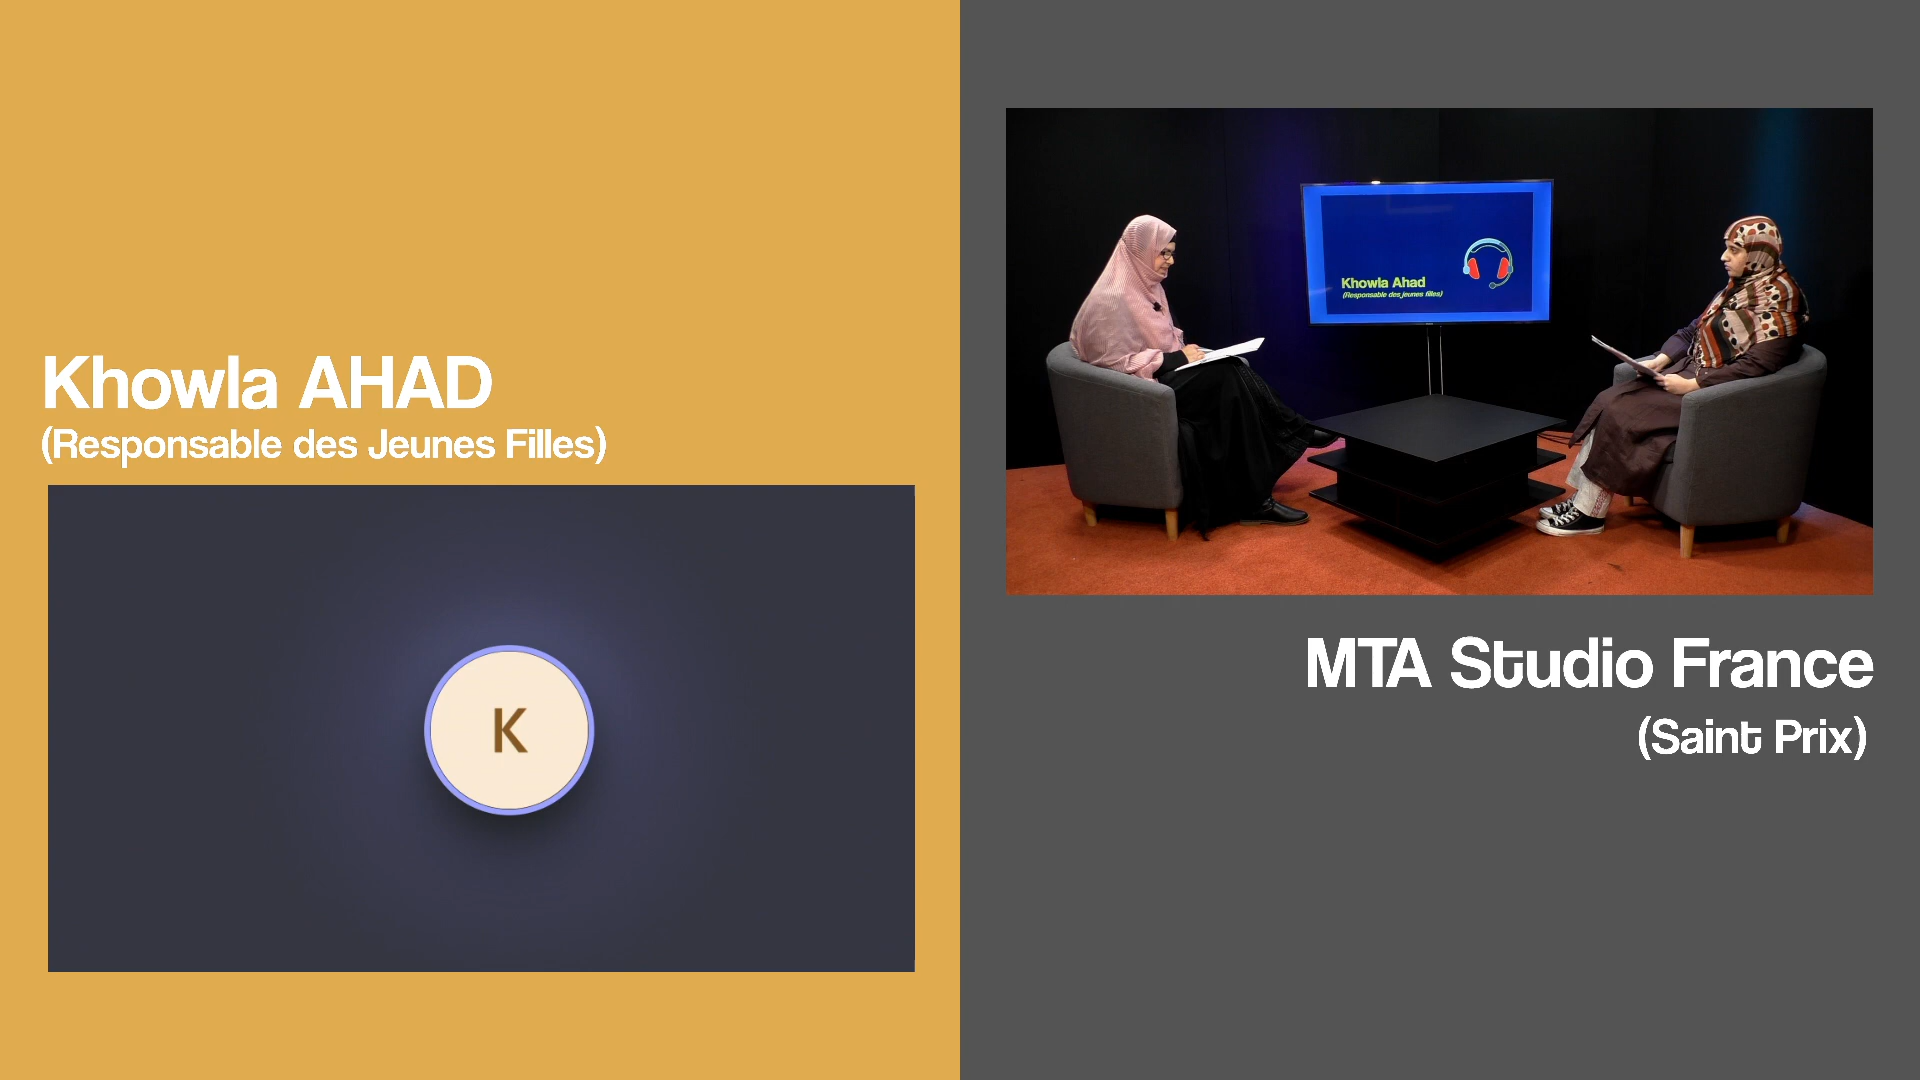 Khowla AHAD
(Responsable des Jeunes Filles)
K
Khowla Ahad
(Responsable des jeunes filles)
MTA Studio France
(Saint Prix)